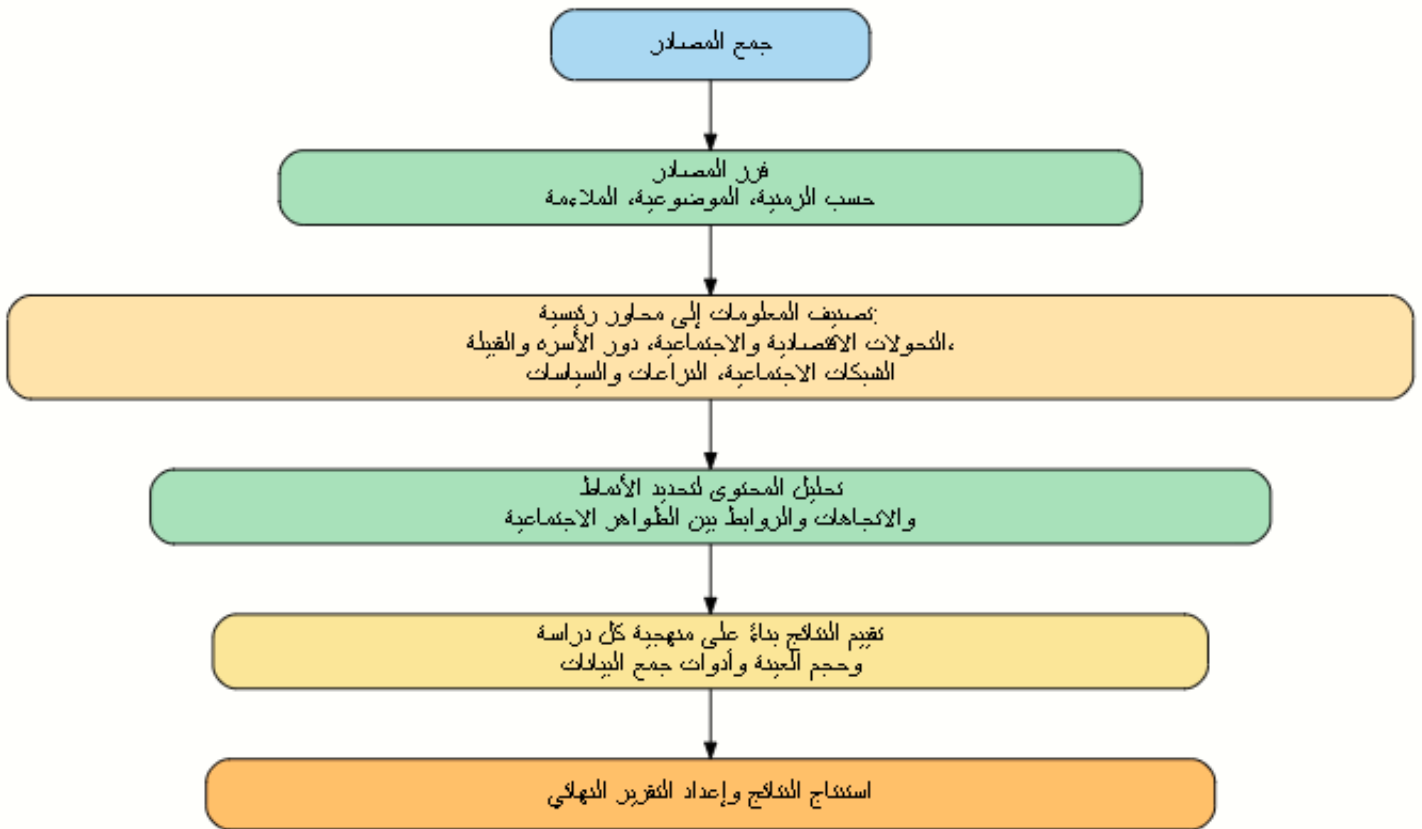 جمع المصادر
فرز المصادر
حسب الزمنية، الموضوعية، الملاءمة
تصنيف المعلومات إلى محاور رئيسية:
التحولات الاقتصادية والاجتماعية، دور الأسرة والقبيلة،
الشبكات الاجتماعية، النزاعات والسياسات
تحليل المحتوى لتحديد الأنماط
والاتجاهات والروابط بين الظواهر الاجتماعية
تقييم النتائج بناءً على منهجية كل دراسة
وحجم العينة وأدوات جمع البيانات
استنتاج النتائج وإعداد التقرير النهائي